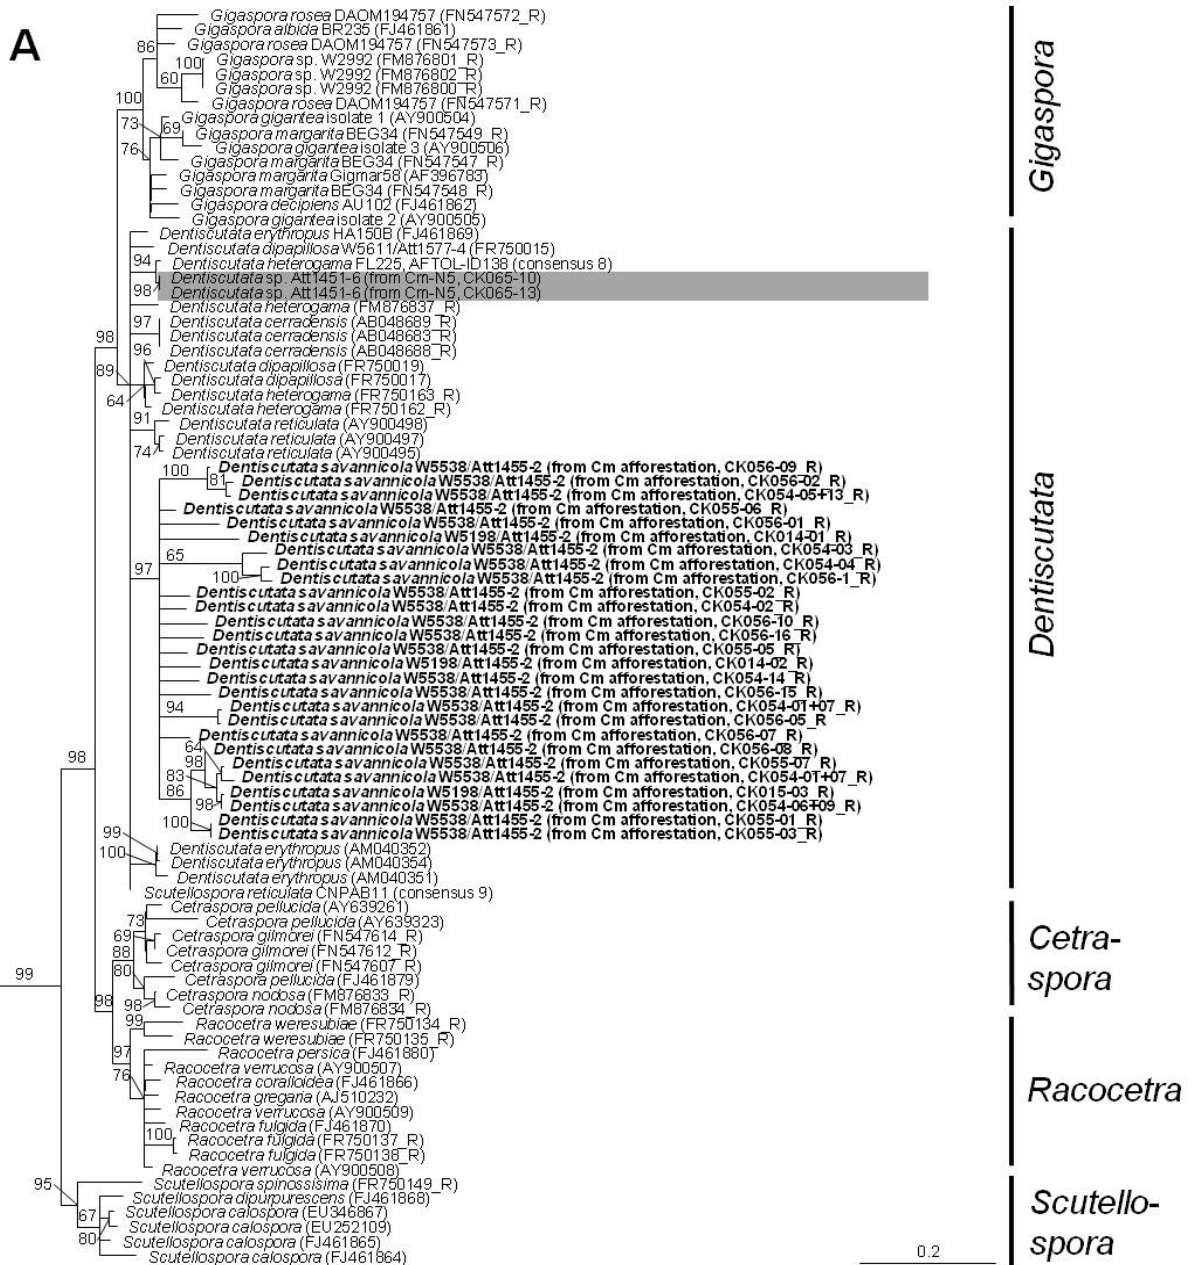 A
Gigaspora rosea DAOM194757 (FN547572_R)
Gigaspora albida BR235 (FJ461861)
86
Gigaspora rosea DAOM194757 (FN547573_R)
100
Gigaspora sp. W2992 (FM876801_R)
60
Gigaspora sp. W2992 (FM876802_R)
Gigaspora sp. W2992 (FM876800_R)
100
Gigaspora rosea DAOM194757 (FN547571_R)
73
Gigaspora gigantea isolate 1 (AY900504)
69
Gigaspora margarita BEG34 (FN547549_R)
76
Gigaspora gigantea isolate 3 (AY900506)
Gigaspora margarita BEG34 (FN547547_R)
Gigaspora margarita Gigmar58 (AF396783)
Gigaspora margarita BEG34 (FN547548_R)
Gigaspora decipiens AU102 (FJ461862)
Gigaspora gigantea isolate 2 (AY900505)
Gigaspora
Dentiscutata erythropus HA150B (FJ461869)
Dentiscutata dipapillosa W5611/Att1577-4 (FR750015)
94
Dentiscutata heterogama FL225, AFTOL-ID138 (consensus 8)
Dentiscutata sp. Att1451-6 (from Cm-N5, CK065-10)
98
Dentiscutata sp. Att1451-6 (from Cm-N5, CK065-13)
Dentiscutata heterogama (FM876837_R)
97
Dentiscutata cerradensis (AB048689_R)
98
Dentiscutata cerradensis (AB048683_R)
96
Dentiscutata cerradensis (AB048688_R)
89
Dentiscutata dipapillosa (FR750019)
Dentiscutata dipapillosa (FR750017)
64
Dentiscutata heterogama (FR750163_R)
Dentiscutata heterogama (FR750162_R)
91
Dentiscutata reticulata (AY900498)
Dentiscutata reticulata (AY900497)
74
Dentiscutata reticulata (AY900495)
100
Dentiscutata savannicola W5538/Att1455-2 (from Cm afforestation, CK056-09_R)
81
Dentiscutata savannicola W5538/Att1455-2 (from Cm afforestation, CK056-02_R)
Dentiscutata savannicola W5538/Att1455-2 (from Cm afforestation, CK054-05+13_R)
Dentiscutata savannicola W5538/Att1455-2 (from Cm afforestation, CK055-06_R)
Dentiscutata savannicola W5538/Att1455-2 (from Cm afforestation, CK056-01_R)
Dentiscutata savannicola W5198/Att1455-2 (from Cm afforestation, CK014-01_R)
65
Dentiscutata savannicola W5538/Att1455-2 (from Cm afforestation, CK054-03_R)
97
Dentiscutata savannicola W5538/Att1455-2 (from Cm afforestation, CK054-04_R)
100
Dentiscutata savannicola W5538/Att1455-2 (from Cm afforestation, CK056-1_R)
Dentiscutata savannicola W5538/Att1455-2 (from Cm afforestation, CK055-02_R)
Dentiscutata savannicola W5538/Att1455-2 (from Cm afforestation, CK054-02_R)
Dentiscutata savannicola W5538/Att1455-2 (from Cm afforestation, CK056-10_R)
Dentiscutata savannicola W5538/Att1455-2 (from Cm afforestation, CK056-16_R)
Dentiscutata savannicola W5538/Att1455-2 (from Cm afforestation, CK055-05_R)
Dentiscutata savannicola W5198/Att1455-2 (from Cm afforestation, CK014-02_R)
Dentiscutata savannicola W5538/Att1455-2 (from Cm afforestation, CK054-14_R)
Dentiscutata savannicola W5538/Att1455-2 (from Cm afforestation, CK056-15_R)
94
Dentiscutata savannicola W5538/Att1455-2 (from Cm afforestation, CK054-01+07_R)
Dentiscutata savannicola W5538/Att1455-2 (from Cm afforestation, CK056-05_R
Dentiscutata savannicola W5538/Att1455-2 (from Cm afforestation, CK056-07_R)
64
Dentiscutata savannicola W5538/Att1455-2 (from Cm afforestation, CK056-08_R)
98
98
Dentiscutata savannicola W5538/Att1455-2 (from Cm afforestation, CK055-07_R)
83
Dentiscutata savannicola W5538/Att1455-2 (from Cm afforestation, CK054-01+07_R)
86
Dentiscutata savannicola W5198/Att1455-2 (from Cm afforestation, CK015-03_R)
98
Dentiscutata savannicola W5538/Att1455-2 (from Cm afforestation, CK054-06+09_R)
100
Dentiscutata savannicola W5538/Att1455-2 (from Cm afforestation, CK055-01_R)
99
Dentiscutata savannicola W5538/Att1455-2 (from Cm afforestation, CK055-03_R)
100
Dentiscutata erythropus (AM040352)
Dentiscutata erythropus (AM040354)
Dentiscutata erythropus (AM040351)
Scutellospora reticulata CNPAB11 (consensus 9)
Dentiscutata
Cetraspora pellucida (AY639261)
73
Cetraspora pellucida (AY639323)
69
Cetraspora gilmorei (FN547614_R)
88
Cetraspora gilmorei (FN547612_R)
80
Cetraspora gilmorei (FN547607_R)
99
Cetraspora pellucida (FJ461879)
Cetraspora nodosa (FM876833_R)
98
98
Cetraspora nodosa (FM876834_R)
Cetra-
spora
99
Racocetra weresubiae (FR750134_R)
Racocetra weresubiae (FR750135_R)
97
Racocetra persica (FJ461880)
76
Racocetra verrucosa (AY900507)
Racocetra coralloidea (FJ461866)
Racocetra gregaria (AJ510232)
Racocetra verrucosa (AY900509)
Racocetra fulgida (FJ461870)
100
Racocetra fulgida (FR750137_R)
Racocetra fulgida (FR750138_R)
Racocetra verrucosa (AY900508)
Racocetra
95
Scutellospora spinossisima (FR750149_R)
Scutellospora dipurpurescens (FJ461868)
67
Scutellospora calospora (EU346867)
Scutellospora calospora (EU252109)
80
Scutellospora calospora (FJ461865)
Scutellospora calospora (FJ461864)
Scutello-
spora
0.2